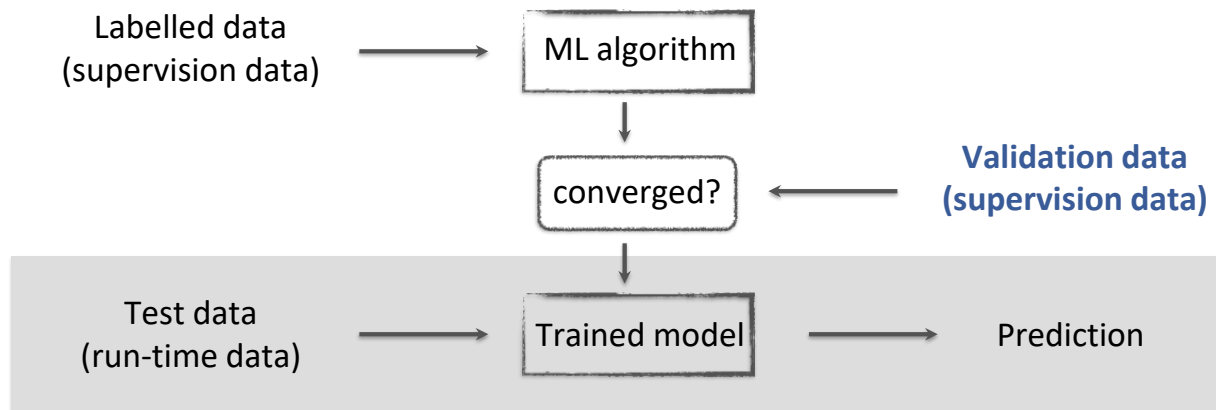 Labelled data
(supervision data)
ML algorithm
converged?
Validation data
(supervision data)
Test data
(run-time data)
Trained model
Prediction